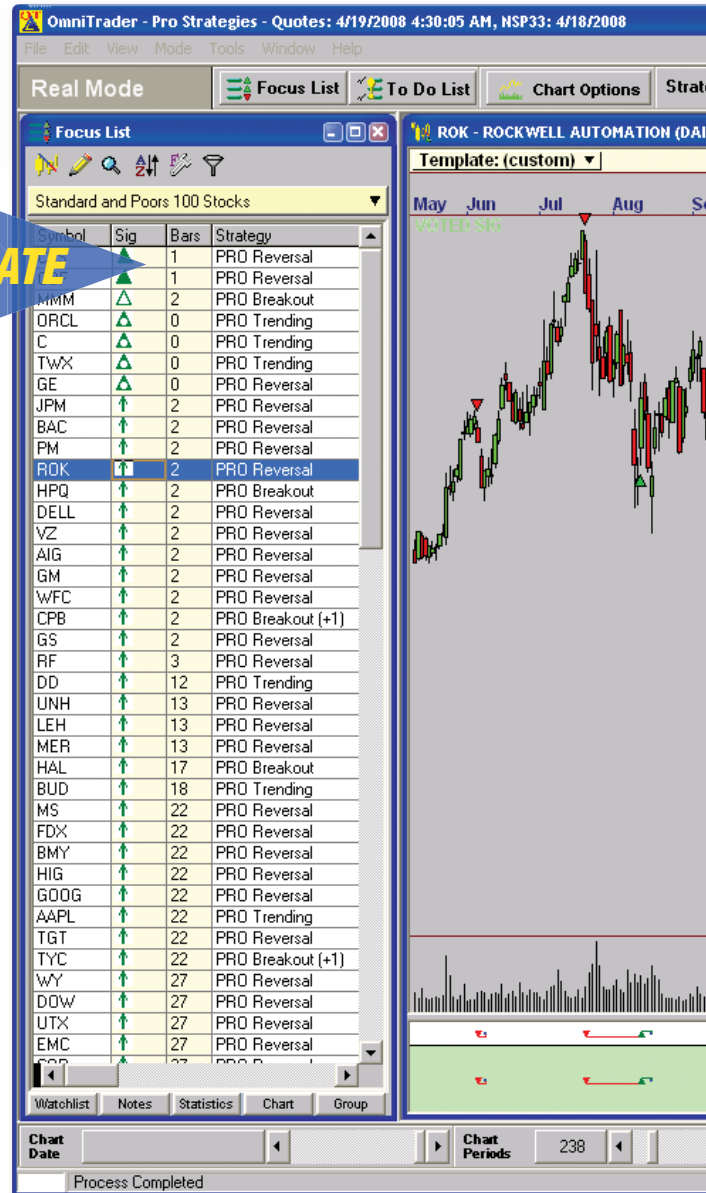 OmniTrader - Pro Strategies - Quotes: 4/19/2008 4:30:05 AM, NSP33: 4/18/2008
File Edit View Mode Tools Window Help
Real Mode Focus List To Do List Chart Options
Focus List
ROK - ROCKWELL AUTOMATION
Template: (custom)
Standard and Poors 100 Stocks
May Jun Jul Aug
VOTED SIG
Symbol Sig Bars Strategy
1 PRO Reversal
1 PRO Reversal
MMM 2 PRO Breakout
ORCL 0 PRO Trending
C 0 PRO Trending
TWX 0 PRO Trending
GE 0 PRO Reversal
JPM 2 PRO Reversal
BAC 2 PRO Reversal
PM 2 PRO Reversal
ROK 2 PRO Reversal
HPQ 2 PRO Breakout
DELL 2 PRO Reversal
VZ 2 PRO Reversal
AIG 2 PRO Reversal
GM 2 PRO Reversal
WFC 2 PRO Reversal
CPB 2 PRO Breakout (+1)
GS 2 PRO Reversal
RF 3 PRO Reversal
DD 12 PRO Trending
UNH 13 PRO Reversal
LEH 13 PRO Reversal
MER 13 PRO Reversal
HAL 17 PRO Breakout
BUD 18 PRO Trending
MS 22 PRO Reversal
FDX 22 PRO Reversal
BMY 22 PRO Reversal
HIG 22 PRO Reversal
GOOG 22 PRO Reversal
AAPL 22 PRO Trending
TGT 22 PRO Reversal
TYC 22 PRO Breakout (+1)
WY 27 PRO Reversal
DOW 27 PRO Reversal
UTX 27 PRO Reversal
EMC 27 PRO Reversal
Watchlist Notes Statistics Chart Group
Chart Date
Chart Periods 238
Process Completed